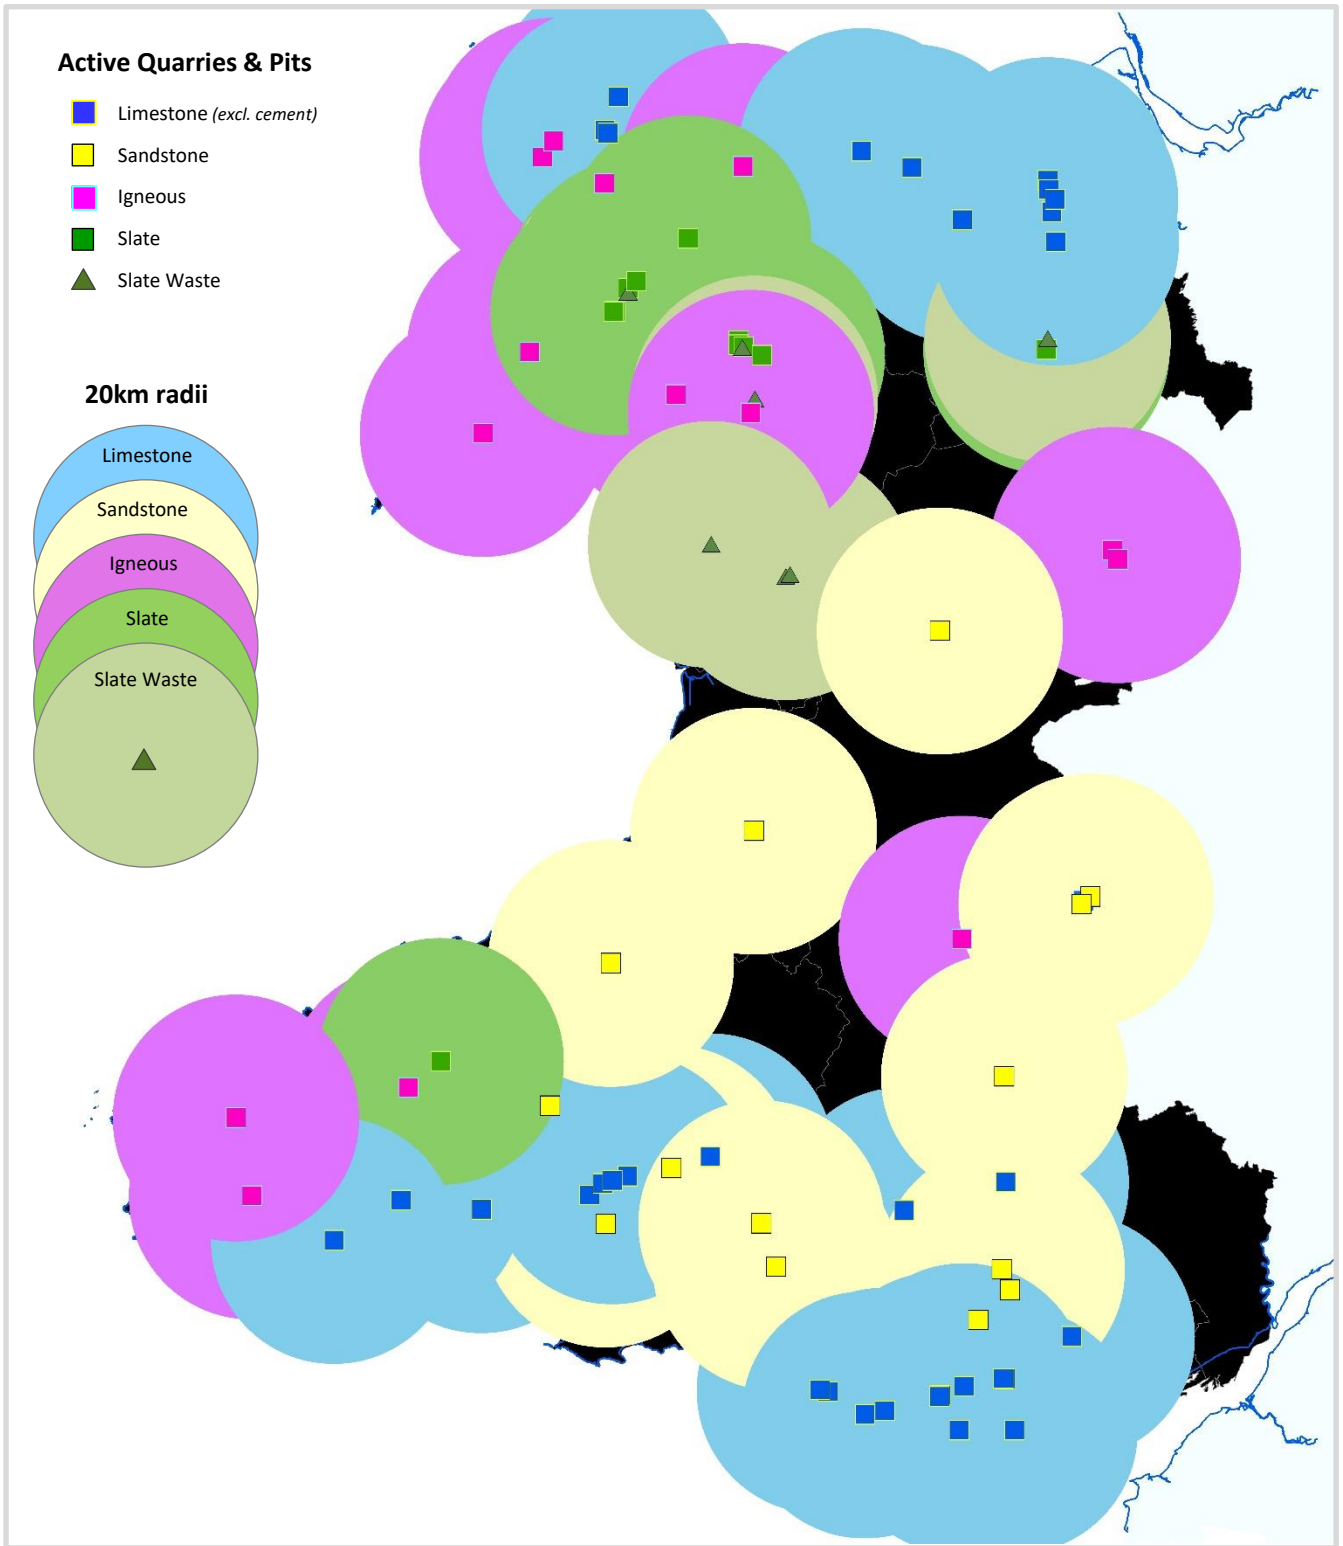 Active Quarries & Pits
Limestone (excl. cement)
Sandstone
Igneous
Slate
Slate Waste
20km radii
Limestone
Sandstone
Igneous
Slate
Slate Waste